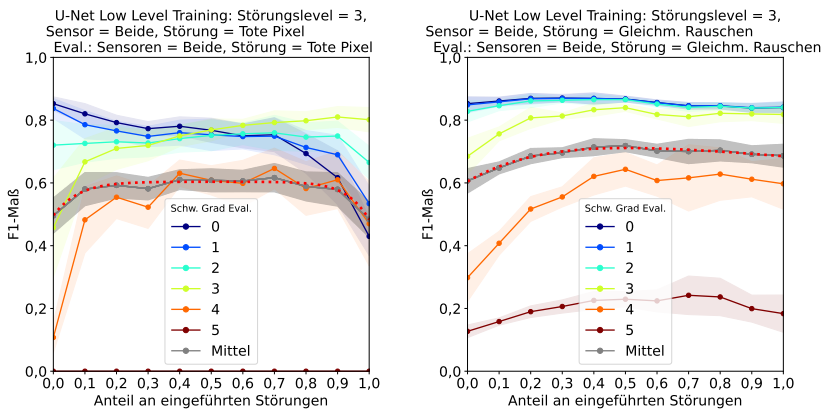 U-Net Low Level Training: Störungslevel = 3,
Sensor = Beide, Störung = Tote Pixel
Eval.: Sensoren = Beide, Störung = Tote Pixel
1,0
0,8
0,6
0,4
0,2
0,0
F1-Maß
Schw. Grad Eval.
0
1
2
3
4
5
Mittel
0,0 0,1 0,2 0,3 0,4 0,5 0,6 0,7 0,8 0,9 1,0
Anteil an eingeführten Störungen
U-Net Low Level Training: Störungslevel = 3,
Sensor = Beide, Störung = Gleichm. Rauschen
Eval.: Sensoren = Beide, Störung = Gleichm. Rauschen
1,0
0,8
0,6
0,4
0,2
0,0
F1-Maß
Schw. Grad Eval.
0
1
2
3
4
5
Mittel
0,0 0,1 0,2 0,3 0,4 0,5 0,6 0,7 0,8 0,9 1,0
Anteil an eingeführten Störungen